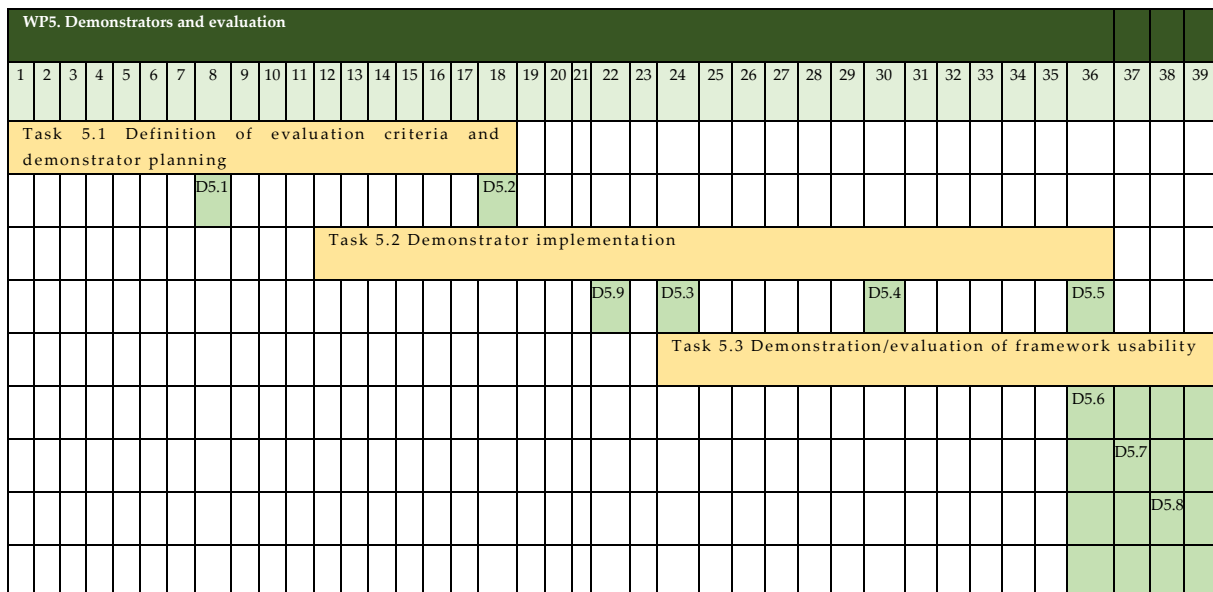 WP5. Demonstrators and evaluation
1 2 3 4 5 6 7 8 9 10 11 12 13 14 15 16 17 18 19 20 21 22 23 24 25 26 27 28 29 30 31 32 33 34 35 36 37 38 39
Task 5.1 Definition of evaluation criteria and
demonstrator planning
D5.1 D5.2
Task 5.2 Demonstrator implementation
D5.9 D5.3 D5.4 D5.5
Task 5.3 Demonstration/evaluation of framework usability
D5.6
D5.7
D5.8